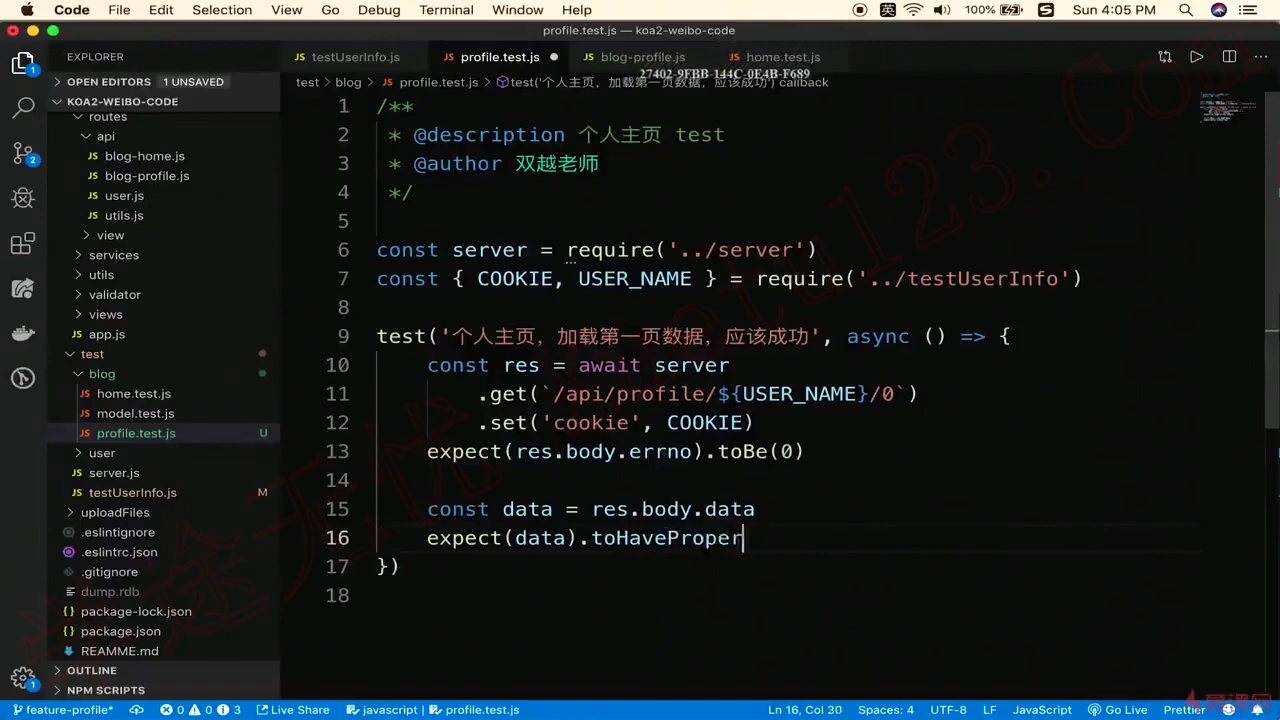 Code File Edit Selection View Go Debug Terminal Window Help 英 100% Sun 4:05 PM
profile.test.js — koa2-weibo-code
EXPLORER
testUserInfo.js
profile.test.js
blog-profile.js
home.test.js
27402-9FBB-144C-0E4B-F689
test › blog › profile.test.js › test('个人主页，加载第一页数据，应该成功') callback
OPEN EDITORS 1 UNSAVED
KOA2-WEIBO-CODE
routes
api
blog-home.js
blog-profile.js
user.js
utils.js
view
services
utils
validator
views
app.js
test
blog
home.test.js
model.test.js
profile.test.js U
user
server.js
testUserInfo.js M
uploadFiles
.eslintignore
.eslintrc.json
.gitignore
dump.rdb
package-lock.json
package.json
README.md
OUTLINE
NPM SCRIPTS
1 /**
2 * @description 个人主页 test
3 * @author 双越老师
4 */
5
6 const server = require('../server')
7 const { COOKIE, USER_NAME } = require('../testUserInfo')
8
9 test('个人主页，加载第一页数据，应该成功', async () => {
10 const res = await server
11 .get(`/api/profile/${USER_NAME}/0`)
12 .set('cookie', COOKIE)
13 expect(res.body.errno).toBe(0)
14
15 const data = res.body.data
16 expect(data).toHaveProper
17 })
18
feature-profile* 0 0 3 Live Share javascript | profile.test.js Ln 16, Col 30 Spaces: 4 UTF-8 LF JavaScript Go Live Prettier
慕课网